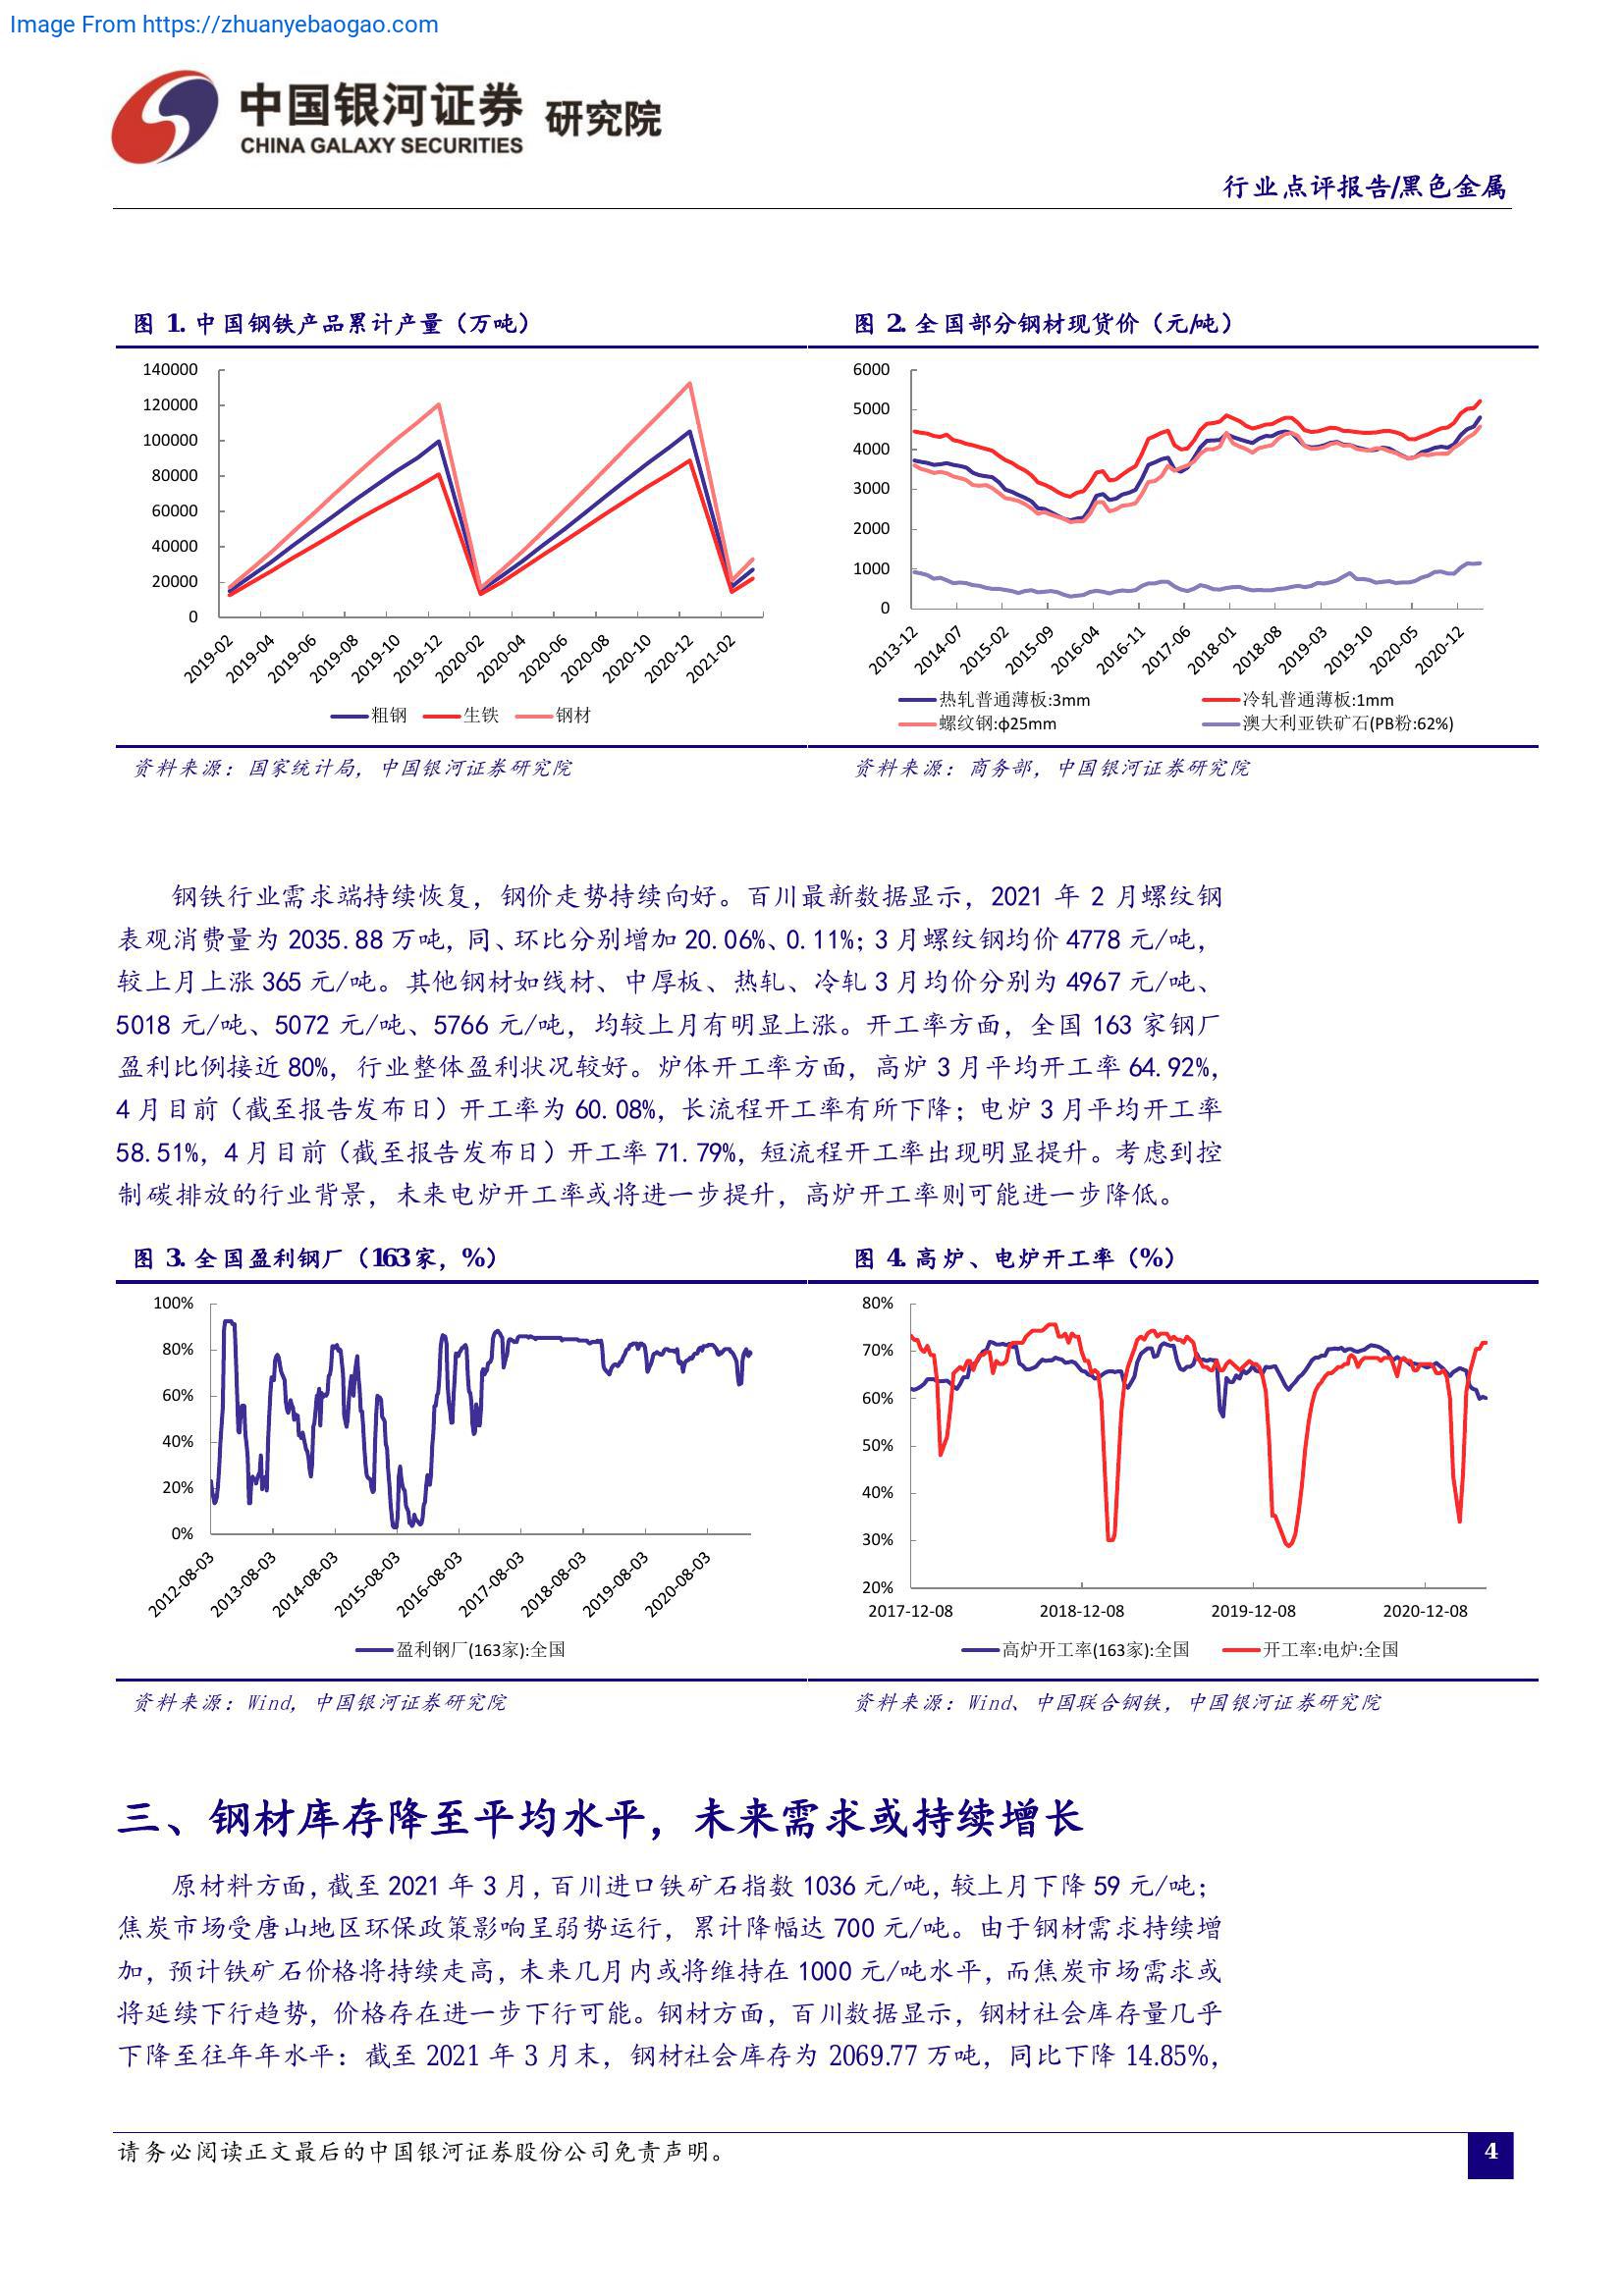 Image From https://zhuanyebaogao.com
中国银河证券 研究院
CHINA GALAXY SECURITIES
行业点评报告/黑色金属
图 1. 中国钢铁产品累计产量（万吨）
140000
120000
100000
80000
60000
40000
20000
0
2019-02 2019-04 2019-06 2019-08 2019-10 2019-12 2020-02 2020-04 2020-06 2020-08 2020-10 2020-12 2021-02
粗钢 生铁 钢材
资料来源：国家统计局，中国银河证券研究院
图 2. 全国部分钢材现货价（元/吨）
6000
5000
4000
3000
2000
1000
0
2013-12 2014-07 2015-02 2015-09 2016-04 2016-11 2017-06 2018-01 2018-08 2019-03 2019-10 2020-05 2020-12
热轧普通薄板:3mm 冷轧普通薄板:1mm
螺纹钢:φ25mm 澳大利亚铁矿石(PB粉:62%)
资料来源：商务部，中国银河证券研究院
钢铁行业需求端持续恢复，钢价走势持续向好。百川最新数据显示，2021 年 2 月螺纹钢
表观消费量为 2035.88 万吨，同、环比分别增加 20.06%、0.11%；3 月螺纹钢均价 4778 元/吨，
较上月上涨 365 元/吨。其他钢材如线材、中厚板、热轧、冷轧 3 月均价分别为 4967 元/吨、
5018 元/吨、5072 元/吨、5766 元/吨，均较上月有明显上涨。开工率方面，全国 163 家钢厂
盈利比例接近 80%，行业整体盈利状况较好。炉体开工率方面，高炉 3 月平均开工率 64.92%，
4 月目前（截至报告发布日）开工率为 60.08%，长流程开工率有所下降；电炉 3 月平均开工率
58.51%，4 月目前（截至报告发布日）开工率 71.79%，短流程开工率出现明显提升。考虑到控
制碳排放的行业背景，未来电炉开工率或将进一步提升，高炉开工率则可能进一步降低。
图 3. 全国盈利钢厂（163 家，%）
100%
80%
60%
40%
20%
0%
2012-08-03 2013-08-03 2014-08-03 2015-08-03 2016-08-03 2017-08-03 2018-08-03 2019-08-03 2020-08-03
盈利钢厂(163家):全国
资料来源：Wind，中国银河证券研究院
图 4. 高炉、电炉开工率（%）
80%
70%
60%
50%
40%
30%
20%
2017-12-08 2018-12-08 2019-12-08 2020-12-08
高炉开工率(163家):全国 开工率:电炉:全国
资料来源：Wind、中国联合钢铁，中国银河证券研究院
三、钢材库存降至平均水平，未来需求或持续增长
原材料方面，截至 2021 年 3 月，百川进口铁矿石指数 1036 元/吨，较上月下降 59 元/吨；
焦炭市场受唐山地区环保政策影响呈弱势运行，累计降幅达 700 元/吨。由于钢材需求持续增
加，预计铁矿石价格将持续走高，未来几月内或将维持在 1000 元/吨水平，而焦炭市场需求或
将延续下行趋势，价格存在进一步下行可能。钢材方面，百川数据显示，钢材社会库存量几乎
下降至往年年水平：截至 2021 年 3 月末，钢材社会库存为 2069.77 万吨，同比下降 14.85%，
请务必阅读正文最后的中国银河证券股份公司免责声明。
4